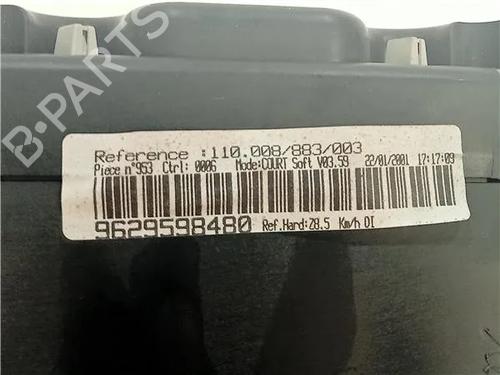 Reference :110.008/883/003
Piece n°953 Ctrl: 0006 Mode:COURT Soft V03.59 22/01/2001 17:17:09
9629598480 Ref.Hard:28.5 Km/h DI
B-PARTS